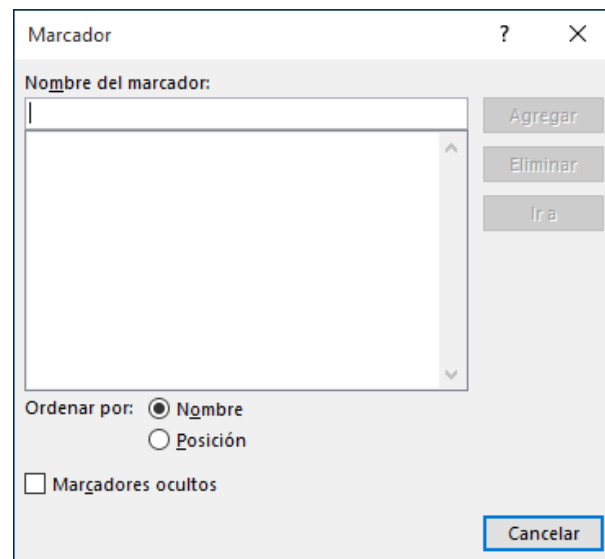 Marcador
Nombre del marcador:
Agregar
Eliminar
Ir a
Ordenar por: Nombre
Posición
Marcadores ocultos
Cancelar